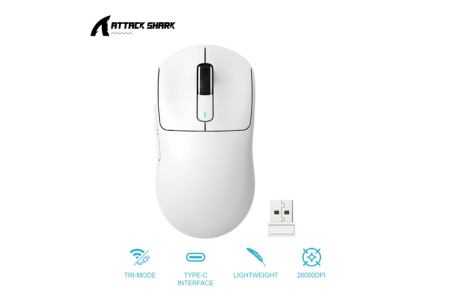 ATTACK SHARK
TRI-MODE
TYPE-C
INTERFACE
LIGHTWEIGHT
26000DPI